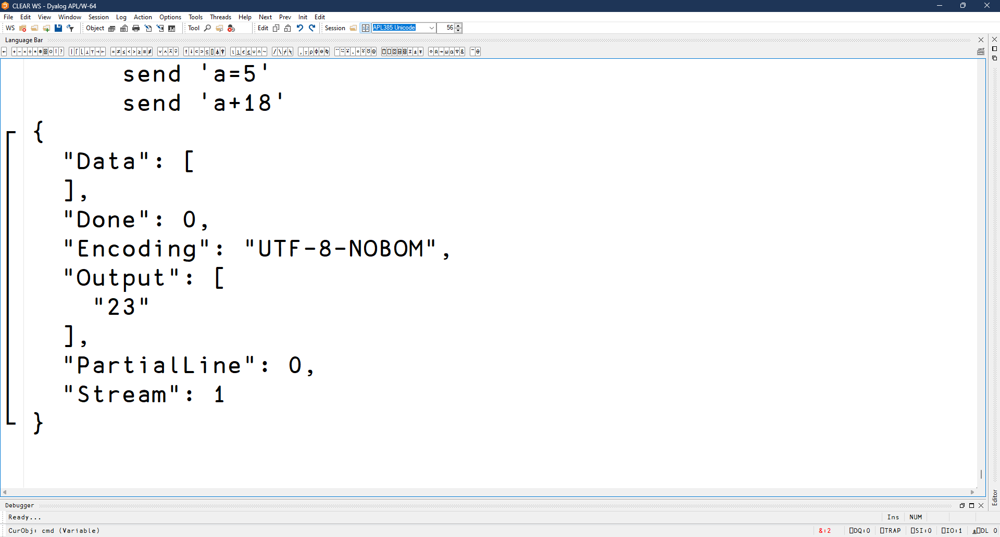 CLEAR WS - Dyalog APL/W-64
File Edit View Window Session Log Action Options Tools Threads Help Next Prev Init Edit
WS Object Tool Edit Session APL385 Unicode 56
Language Bar
send 'a=5'
send 'a+18'
{
"Data": [
],
"Done": 0,
"Encoding": "UTF-8-NOBOM",
"Output": [
"23"
],
"PartialLine": 0,
"Stream": 1
}
Editor
Debugger
Ready...
Ins NUM
CurObj: cmd (Variable)
&:2 ⎕DQ:0 ⎕TRAP ⎕SI:0 ⎕IO:1 ⎕DL 0